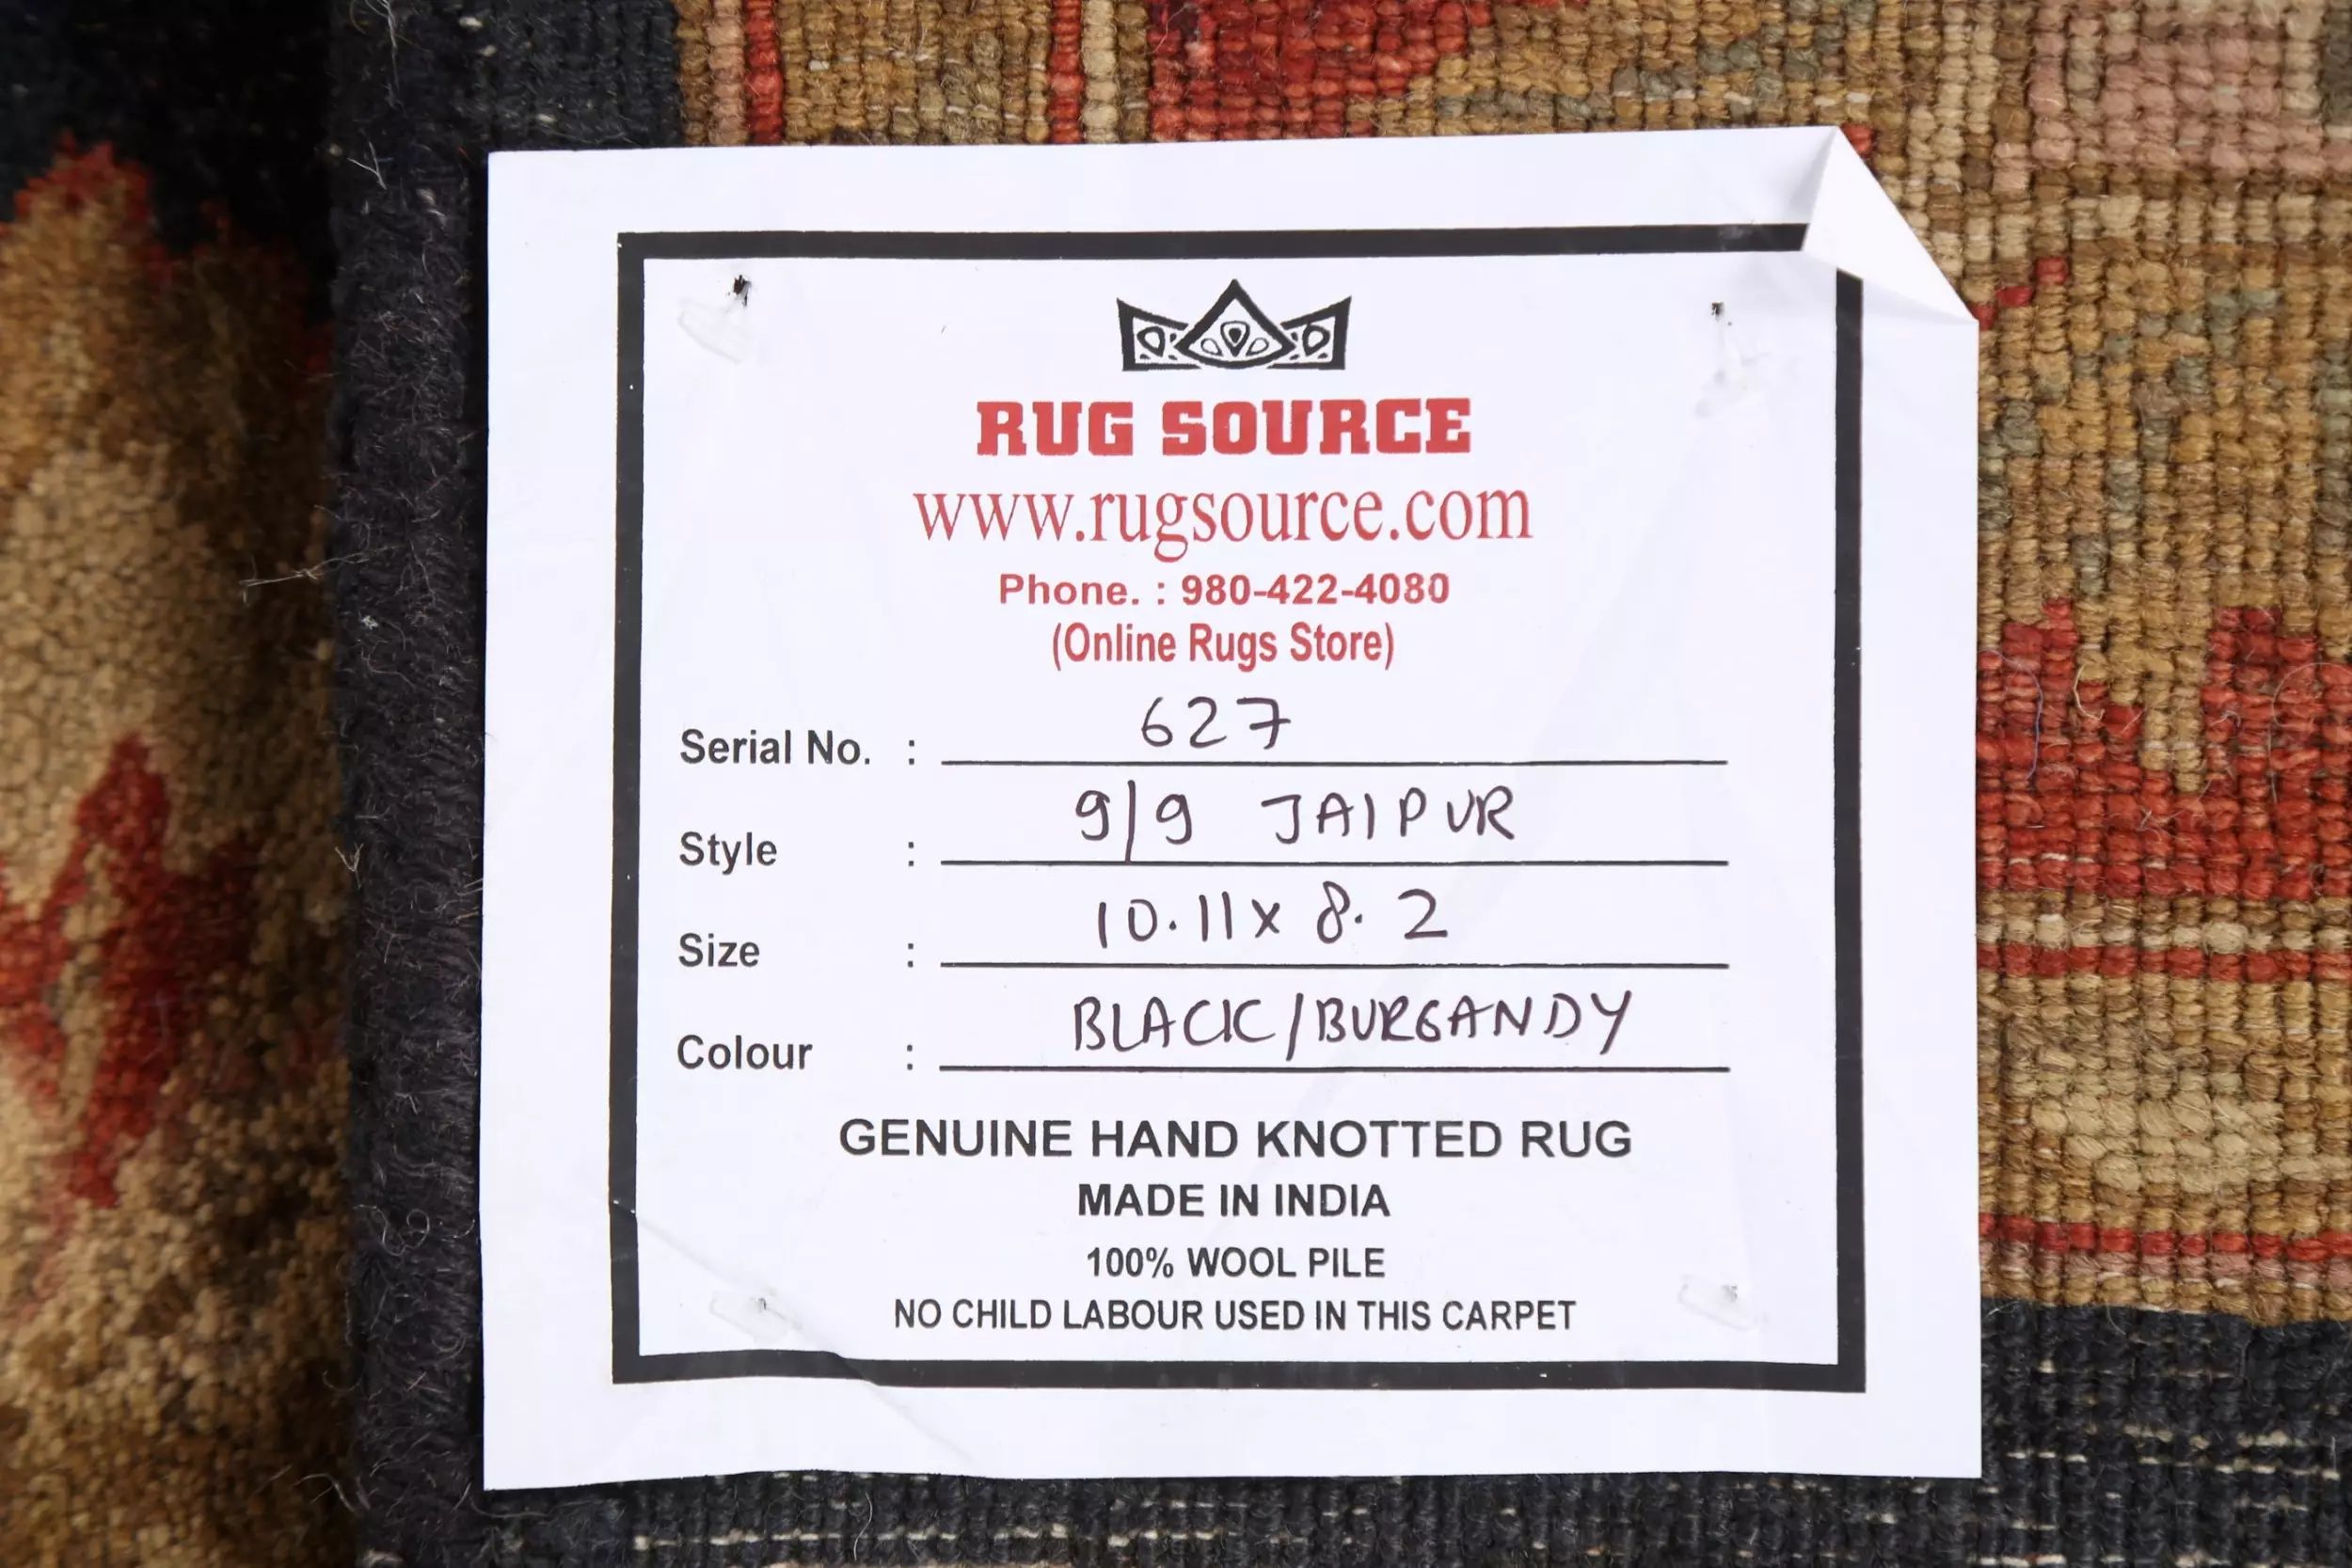 RUG SOURCE
www.rugsource.com
Phone. : 980-422-4080
(Online Rugs Store)
Serial No. : 627
Style : 9/9 JAIPUR
Size : 10.11 x 8.2
Colour : BLACK/BURGANDY
GENUINE HAND KNOTTED RUG
MADE IN INDIA
100% WOOL PILE
NO CHILD LABOUR USED IN THIS CARPET